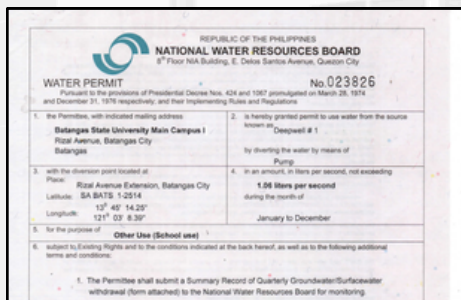 REPUBLIC OF THE PHILIPPINES
NATIONAL WATER RESOURCES BOARD
8th Floor NIA Building, E. Delos Santos Avenue, Quezon City
WATER PERMIT No. 023826
Pursuant to the provisions of Presidential Decree Nos. 424 and 1067 promulgated on March 28, 1974
and December 31, 1976 respectively; and their Implementing Rules and Regulations
1. the Permittee, with indicated mailing address
Batangas State University Main Campus I
Rizal Avenue, Batangas City
Batangas
2. is hereby granted permit to use water from the source
known as Deepwell # 1
by diverting the water by means of
Pump
3. with the diversion point located at
Place: Rizal Avenue Extension, Batangas City
Latitude: SA BATS 1-2514
13° 45' 14.25"
Longitude: 121° 03' 8.39"
4. in an amount, in liters per second, not exceeding
1.06 liters per second
during the month of
January to December
5. for the purpose of Other Use (School use)
6. subject to Existing Rights and to the conditions indicated at the back hereof, as well as to the following additional
terms and conditions:
1. The Permittee shall submit a Summary Record of Quarterly Groundwater/Surfacewater
withdrawal (form attached) to the National Water Resources Board for monitoring.